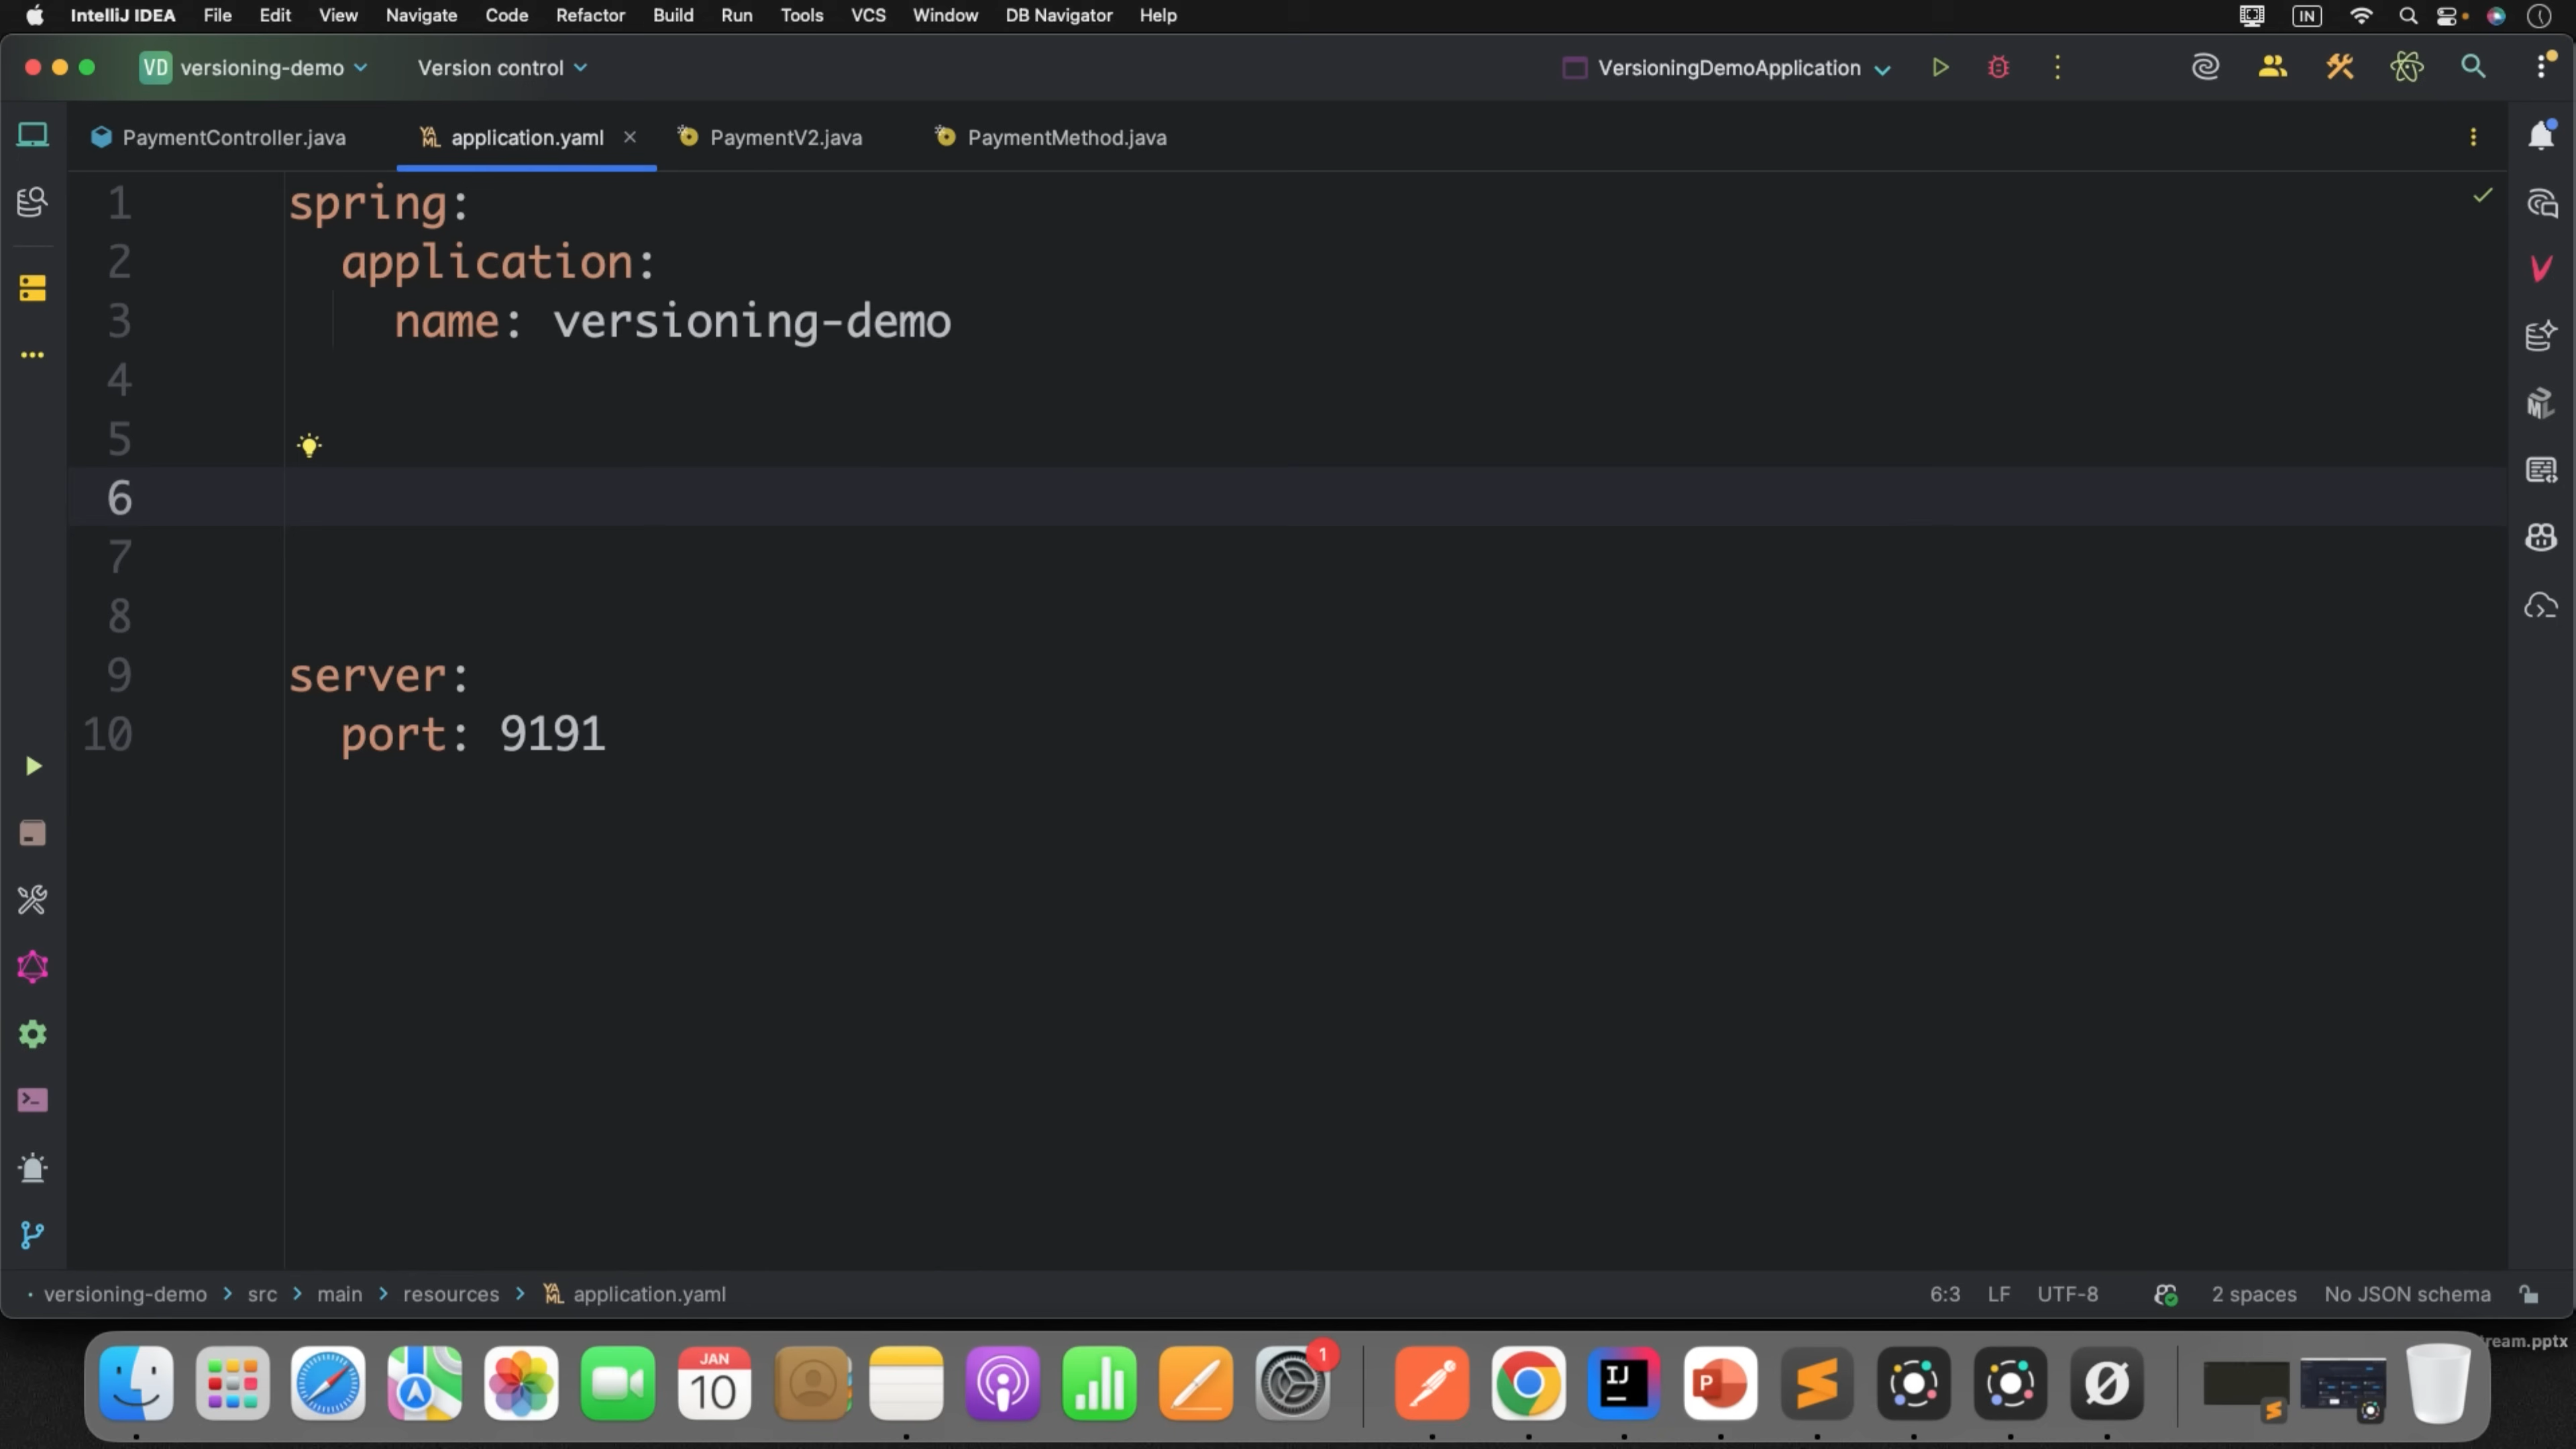 IntelliJ IDEA File Edit View Navigate Code Refactor Build Run Tools VCS Window DB Navigator Help IN
VD versioning-demo Version control VersioningDemoApplication
PaymentController.java application.yaml PaymentV2.java PaymentMethod.java
1 spring:
2 application:
3 name: versioning-demo
4
5
6
7
8
9 server:
10 port: 9191
versioning-demo > src > main > resources > application.yaml 6:3 LF UTF-8 2 spaces No JSON schema
ream.pptx
JAN
10
1
IJ
P